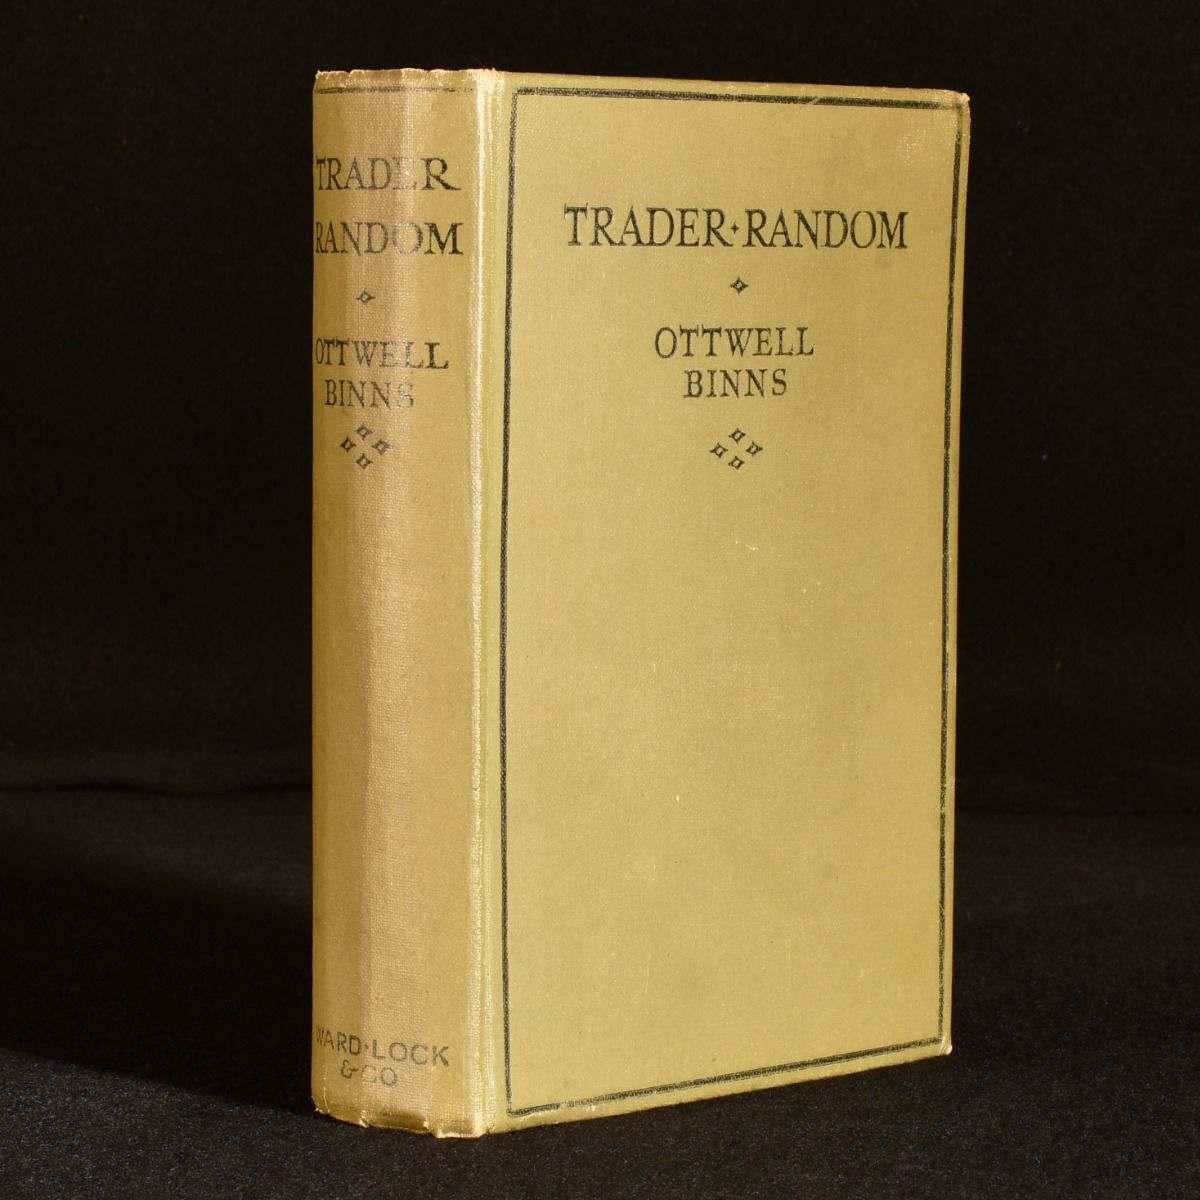 TRADER
RANDOM
OTTWELL
BINNS
WARD·LOCK
& CO
TRADER·RANDOM
OTTWELL
BINNS